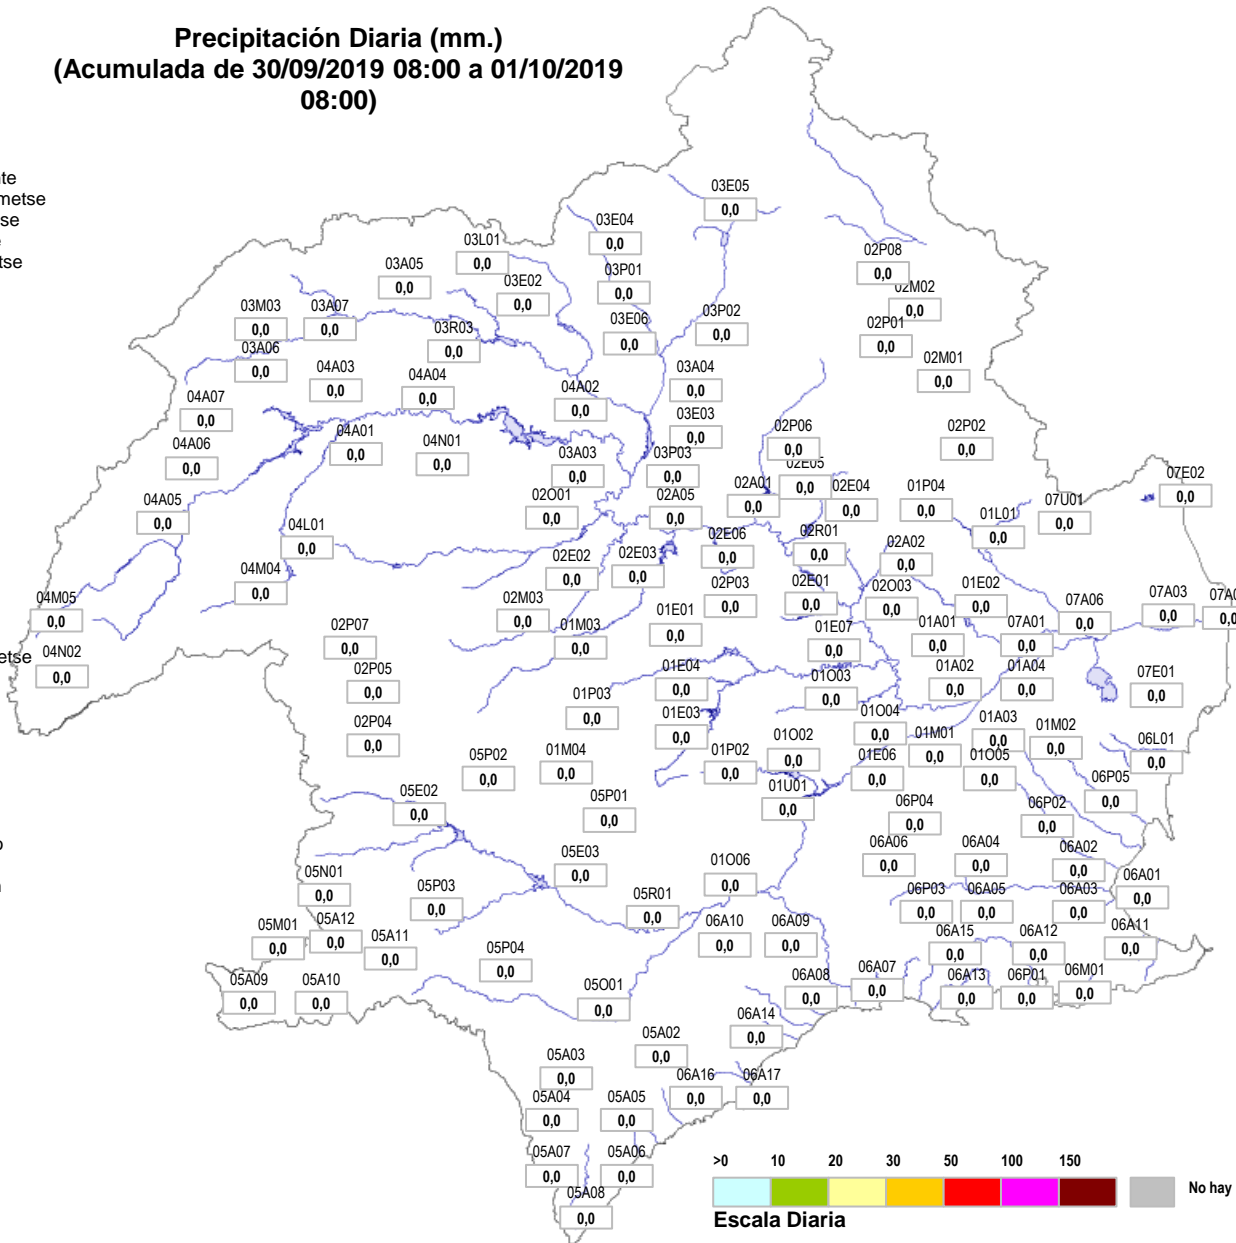 Precipitación Diaria (mm.)
(Acumulada de 30/09/2019 08:00 a 01/10/2019
08:00)
03E05
0,0
03E04
0,0
03L01
0,0
02P08
0,0
03A05
0,0
03P01
0,0
03E02
0,0
02M02
0,0
03M03
0,0
03A07
0,0
03E06
0,0
03P02
0,0
03R03
0,0
02P01
0,0
03A06
0,0
04A03
0,0
04A04
0,0
03A04
0,0
02M01
0,0
04A07
0,0
04A02
0,0
03E03
0,0
04A01
0,0
02P06
0,0
02P02
0,0
04A06
0,0
04N01
0,0
03A03
0,0
03P03
0,0
02E05
0,0
07E02
0,0
04A05
0,0
02O01
0,0
02A05
0,0
02A01
0,0
02E04
0,0
01P04
0,0
07U01
0,0
01L01
0,0
04L01
0,0
02E06
0,0
02R01
0,0
02A02
0,0
02E02
0,0
02E03
0,0
04M04
0,0
02P03
0,0
02E01
0,0
02O03
0,0
01E02
0,0
07A03
0,0
07A0
0,0
04M05
0,0
02M03
0,0
01E01
0,0
07A06
0,0
02P07
0,0
01M03
0,0
01E07
0,0
01A01
0,0
07A01
0,0
etse
04N02
0,0
02P05
0,0
01E04
0,0
01O03
0,0
01A02
0,0
01A04
0,0
07E01
0,0
01P03
0,0
02P04
0,0
01E03
0,0
01O04
0,0
01A03
0,0
01M02
0,0
05P02
0,0
01M04
0,0
01P02
0,0
01O02
0,0
01M01
0,0
01E06
0,0
01O05
0,0
06L01
0,0
05E02
0,0
05P01
0,0
01U01
0,0
06P04
0,0
06P02
0,0
06P05
0,0
05E03
0,0
01O06
0,0
06A06
0,0
06A04
0,0
06A02
0,0
05N01
0,0
05P03
0,0
05R01
0,0
06P03
0,0
06A05
0,0
06A03
0,0
06A01
0,0
05M01
0,0
05A12
0,0
05A11
0,0
06A10
0,0
06A09
0,0
06A15
0,0
06A12
0,0
06A11
0,0
05P04
0,0
05A09
0,0
05A10
0,0
05O01
0,0
06A08
0,0
06A07
0,0
06A13
0,0
06P01
0,0
06M01
0,0
06A14
0,0
05A02
0,0
05A03
0,0
06A16
0,0
06A17
0,0
05A04
0,0
05A05
0,0
05A07
0,0
05A06
0,0
05A08
0,0
>0 10 20 30 50 100 150
No hay
Escala Diaria